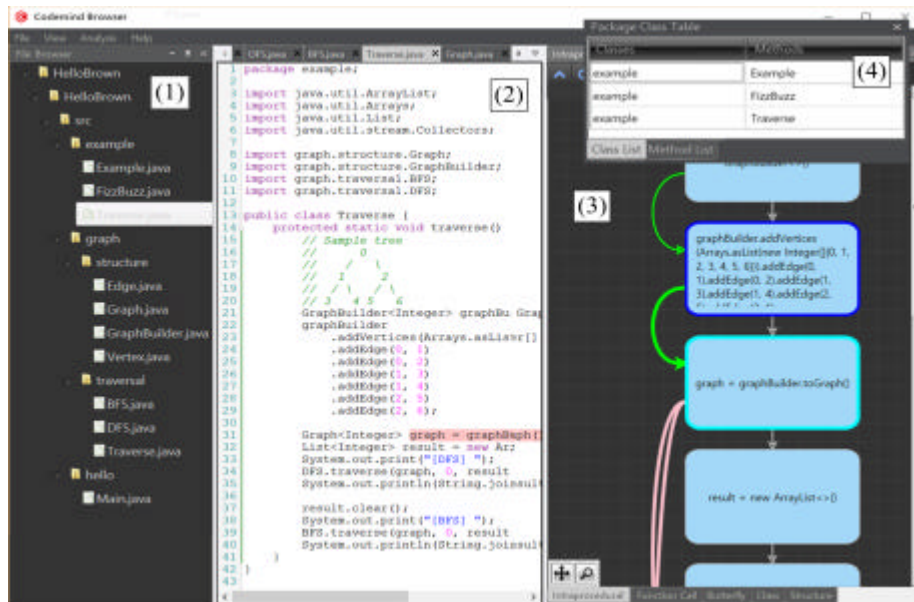 Codemind Browser
File View Analysis Help
File Browser
HelloBrown
HelloBrown
src
example
Example.java
FizzBuzz.java
Traverse.java
graph
structure
Edge.java
Graph.java
GraphBuilder.java
Vertex.java
traversal
BFS.java
DFS.java
Traverse.java
hello
Main.java
(1)
DFS.java BFS.java Traverse.java Graph.java
(2)
1 package example;
2
3 import java.util.ArrayList;
4 import java.util.Arrays;
5 import java.util.List;
6 import java.util.stream.Collectors;
7
8 import graph.structure.Graph;
9 import graph.structure.GraphBuilder;
10 import graph.traversal.BFS;
11 import graph.traversal.DFS;
12
13 public class Traverse {
14 protected static void traverse()
15 // Sample tree
16 // 0
17 // / \
18 // 1 2
19 // / \ / \
20 // 3 4 5 6
21 GraphBuilder<Integer> graphBu Grap
22 graphBuilder
23 .addVertices(Arrays.asLisvr[]
24 .addEdge(0, 1)
25 .addEdge(0, 2)
26 .addEdge(1, 3)
27 .addEdge(1, 4)
28 .addEdge(2, 5)
29 .addEdge(2, 6);
30
31 Graph<Integer> graph = graphBmph()
32 List<Integer> result = new Ar;
33 System.out.print("[DFS] ");
34 DFS.traverse(graph, 0, result
35 System.out.println(String.joinsult
36
37 result.clear();
38 System.out.print("[BFS] ");
39 BFS.traverse(graph, 0, result
40 System.out.println(String.joinsult
41 }
42 }
43
Package Class Table
Classes Methods
example Example
example FizzBuzz
example Traverse
(4)
Class List Method List
(3)
graphBuilder.addVertices
(Arrays.asList(new Integer[]{0, 1,
2, 3, 4, 5, 6})).addEdge(0,
1).addEdge(0, 2).addEdge(1,
3).addEdge(1, 4).addEdge(2,
graph = graphBuilder.toGraph()
result = new ArrayList<>()
Intraprocedural Function Call Butterfly Class Structure